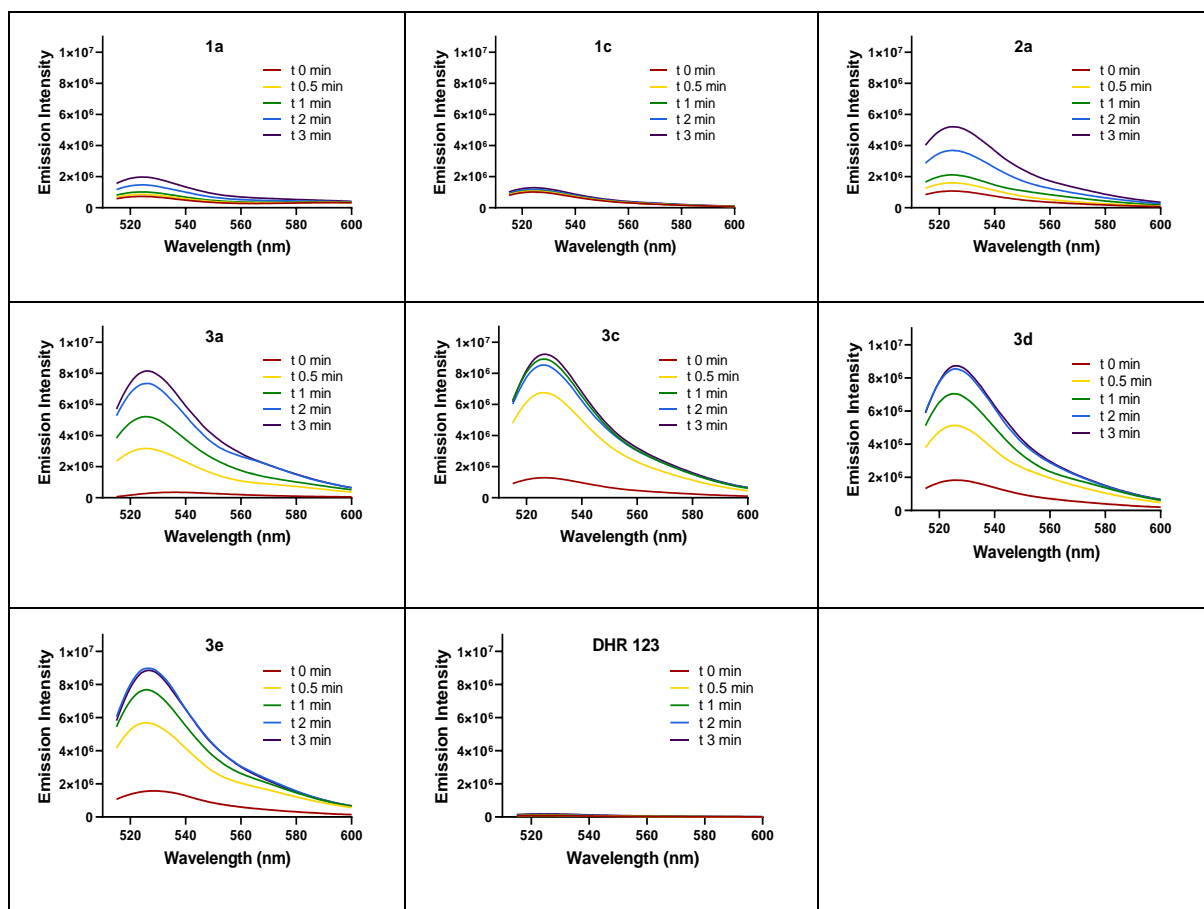 1a
Emission Intensity
1×10⁷
8×10⁶
6×10⁶
4×10⁶
2×10⁶
0
t 0 min
t 0.5 min
t 1 min
t 2 min
t 3 min
520 540 560 580 600
Wavelength (nm)
1c
Emission Intensity
1×10⁷
8×10⁶
6×10⁶
4×10⁶
2×10⁶
0
t 0 min
t 0.5 min
t 1 min
t 2 min
t 3 min
520 540 560 580 600
Wavelength (nm)
2a
Emission Intensity
1×10⁷
8×10⁶
6×10⁶
4×10⁶
2×10⁶
0
t 0 min
t 0.5 min
t 1 min
t 2 min
t 3 min
520 540 560 580 600
Wavelength (nm)
3a
Emission Intensity
1×10⁷
8×10⁶
6×10⁶
4×10⁶
2×10⁶
0
t 0 min
t 0.5 min
t 1 min
t 2 min
t 3 min
520 540 560 580 600
Wavelength (nm)
3c
Emission Intensity
1×10⁷
8×10⁶
6×10⁶
4×10⁶
2×10⁶
0
t 0 min
t 0.5 min
t 1 min
t 2 min
t 3 min
520 540 560 580 600
Wavelength (nm)
3d
Emission Intensity
1×10⁷
8×10⁶
6×10⁶
4×10⁶
2×10⁶
0
t 0 min
t 0.5 min
t 1 min
t 2 min
t 3 min
520 540 560 580 600
Wavelength (nm)
3e
Emission Intensity
1×10⁷
8×10⁶
6×10⁶
4×10⁶
2×10⁶
0
t 0 min
t 0.5 min
t 1 min
t 2 min
t 3 min
520 540 560 580 600
Wavelength (nm)
DHR 123
Emission Intensity
1×10⁷
8×10⁶
6×10⁶
4×10⁶
2×10⁶
0
t 0 min
t 0.5 min
t 1 min
t 2 min
t 3 min
520 540 560 580 600
Wavelength (nm)